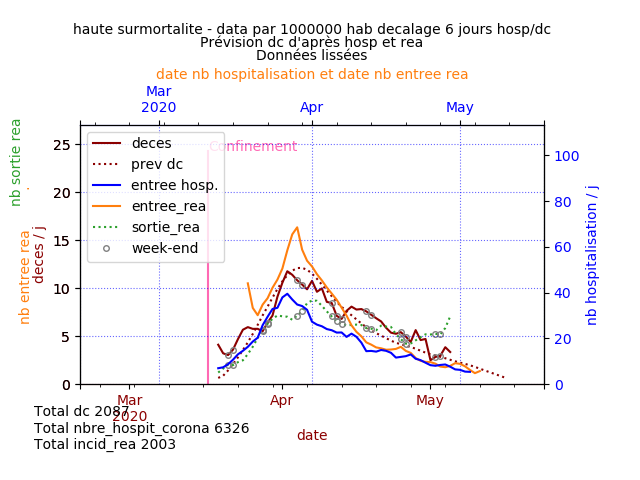 haute surmortalite - data par 1000000 hab decalage 6 jours hosp/dc
Prévision dc d'après hosp et rea
Données lissées
date nb hospitalisation et date nb entree rea
Mar
2020
Apr
May
Confinement
deces
prev dc
entree hosp.
entree_rea
sortie_rea
week-end
25
20
15
10
5
0
100
80
60
40
20
0
nb sortie rea
.
nb entree rea
deces / j
nb hospitalisation / j
Mar
2020
Apr
May
date
Total dc 2087
Total nbre_hospit_corona 6326
Total incid_rea 2003